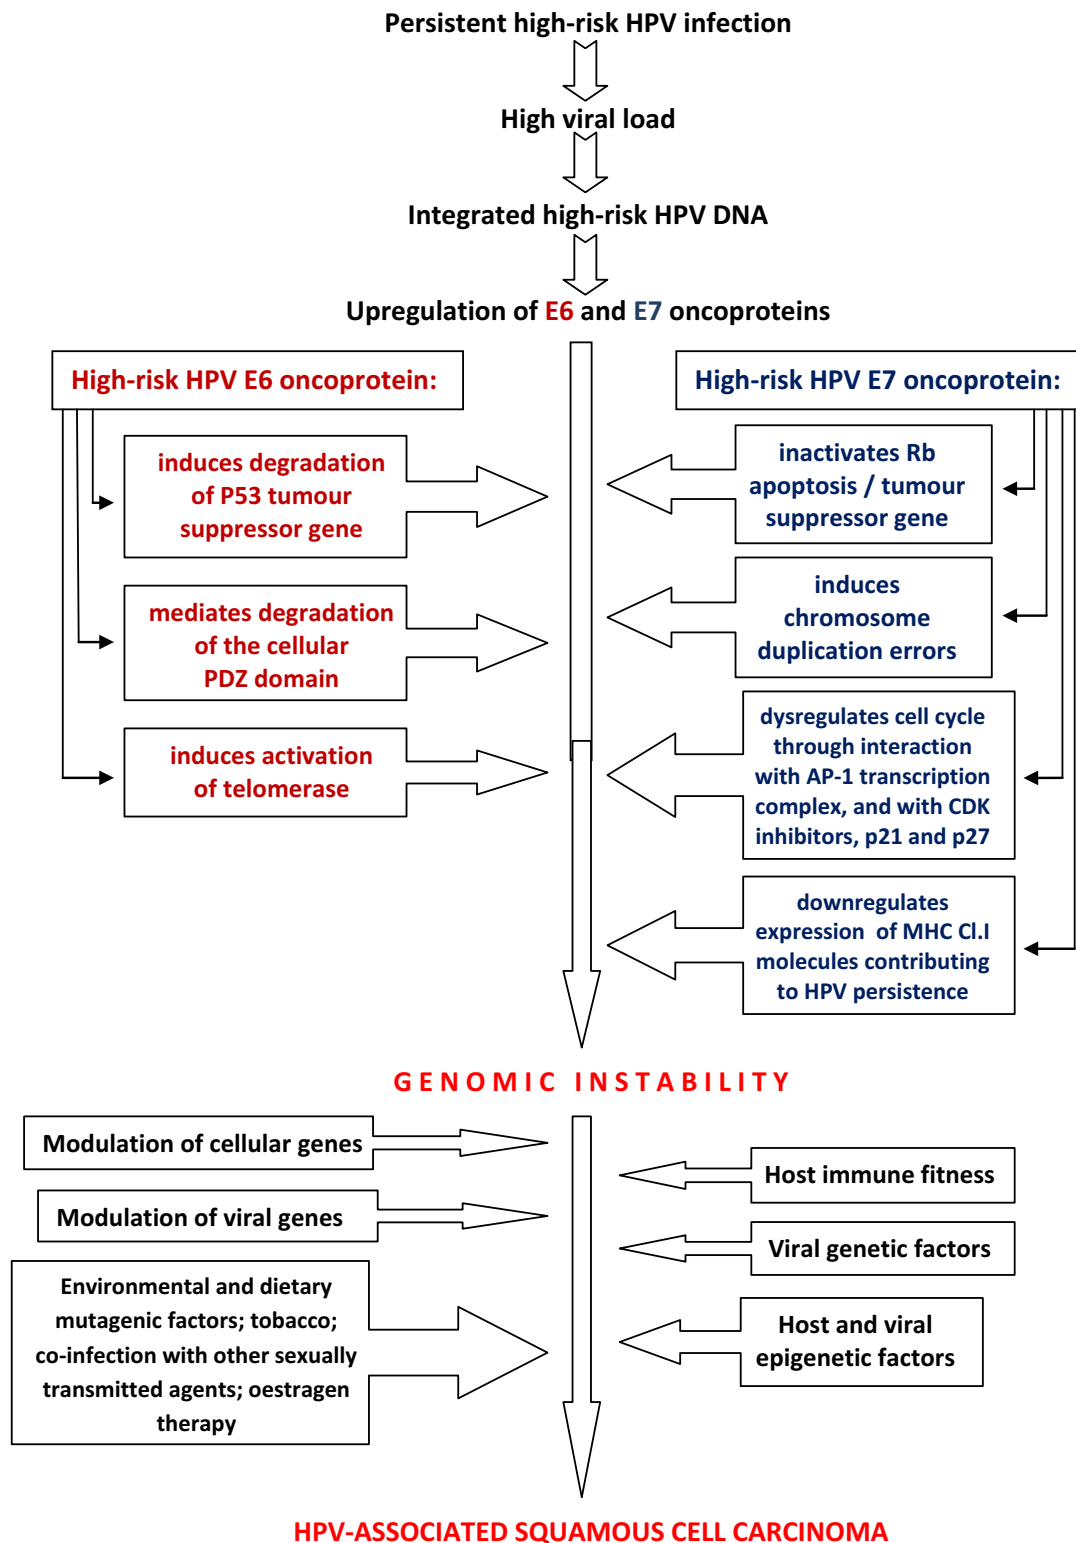 Persistent high-risk HPV infection
High viral load
Integrated high-risk HPV DNA
Upregulation of E6 and E7 oncoproteins
High-risk HPV E6 oncoprotein:
induces degradation
of P53 tumour
suppressor gene
mediates degradation
of the cellular
PDZ domain
induces activation
of telomerase
High-risk HPV E7 oncoprotein:
inactivates Rb
apoptosis / tumour
suppressor gene
induces
chromosome
duplication errors
dysregulates cell cycle
through interaction
with AP-1 transcription
complex, and with CDK
inhibitors, p21 and p27
downregulates
expression of MHC Cl.I
molecules contributing
to HPV persistence
GENOMIC INSTABILITY
Modulation of cellular genes
Modulation of viral genes
Environmental and dietary
mutagenic factors; tobacco;
co-infection with other sexually
transmitted agents; oestragen
therapy
Host immune fitness
Viral genetic factors
Host and viral
epigenetic factors
HPV-ASSOCIATED SQUAMOUS CELL CARCINOMA